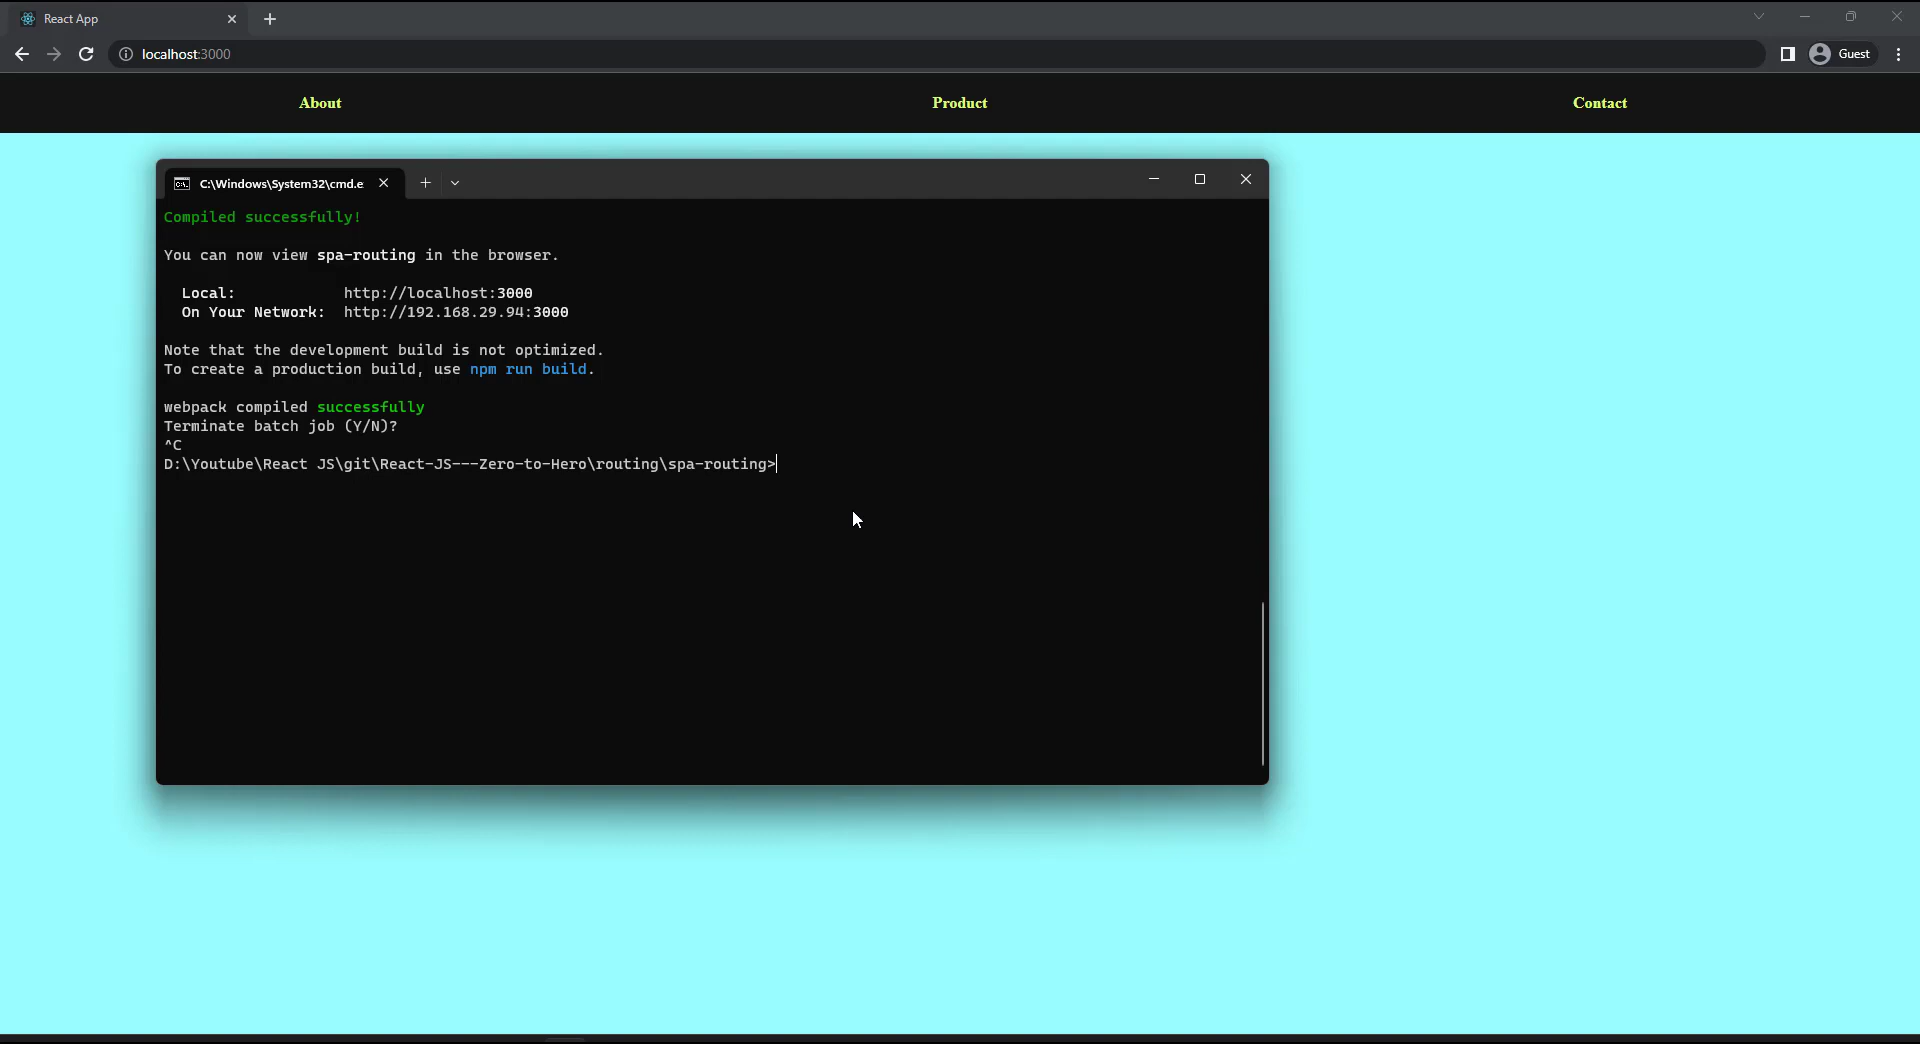 React App
localhost:3000
Guest
About Product Contact
C:\Windows\System32\cmd.e
Compiled successfully!
You can now view spa-routing in the browser.
Local: http://localhost:3000
On Your Network: http://192.168.29.94:3000
Note that the development build is not optimized.
To create a production build, use npm run build.
webpack compiled successfully
Terminate batch job (Y/N)?
^C
D:\Youtube\React JS\git\React-JS---Zero-to-Hero\routing\spa-routing>